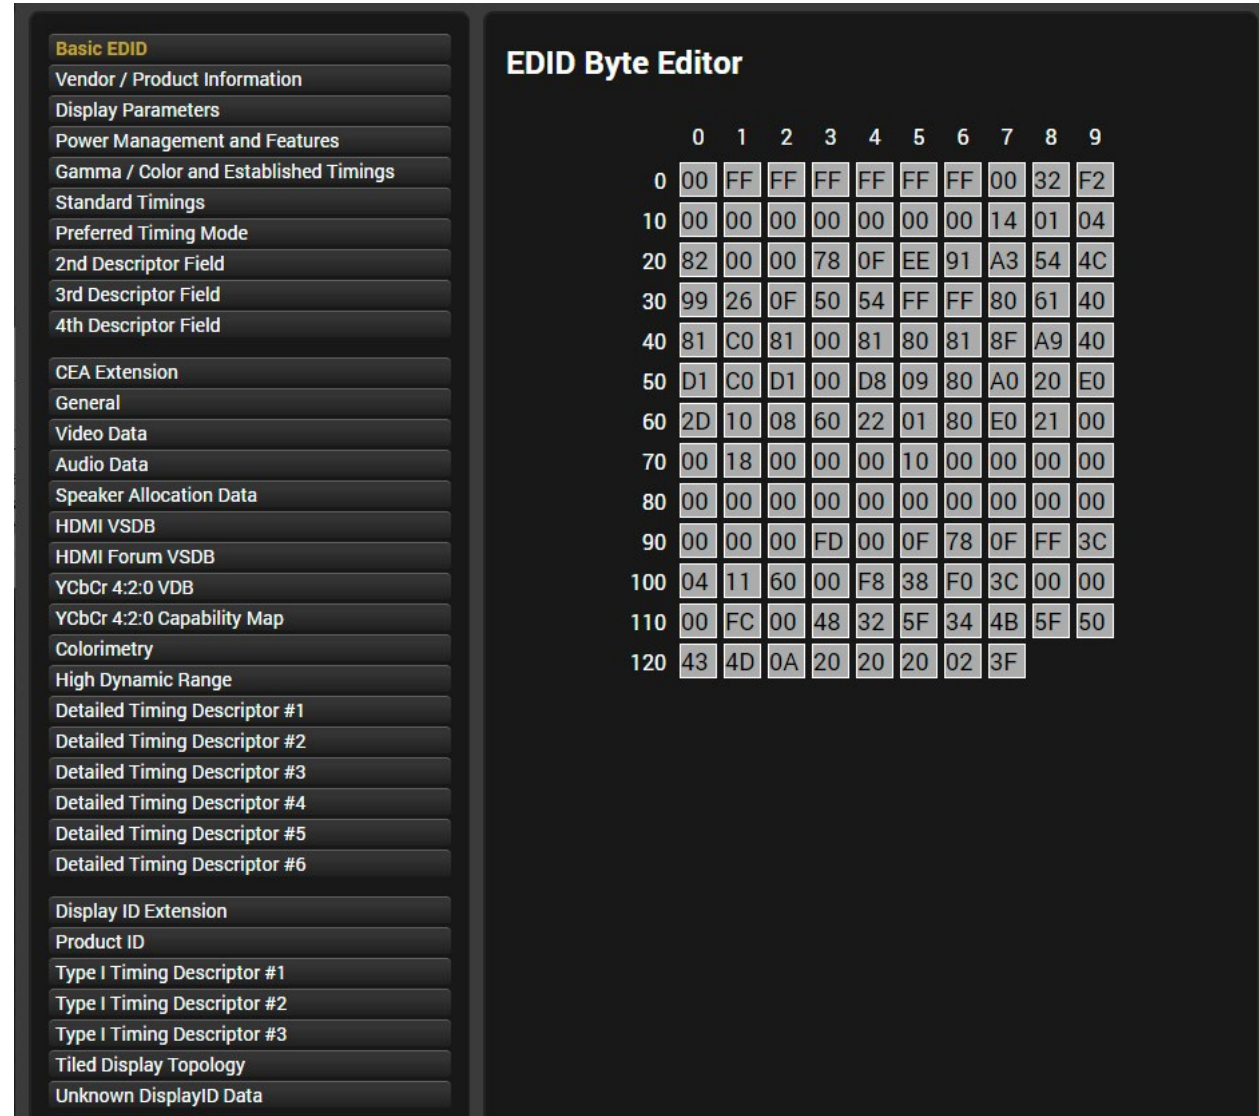 Basic EDID
Vendor / Product Information
Display Parameters
Power Management and Features
Gamma / Color and Established Timings
Standard Timings
Preferred Timing Mode
2nd Descriptor Field
3rd Descriptor Field
4th Descriptor Field
CEA Extension
General
Video Data
Audio Data
Speaker Allocation Data
HDMI VSDB
HDMI Forum VSDB
YCbCr 4:2:0 VDB
YCbCr 4:2:0 Capability Map
Colorimetry
High Dynamic Range
Detailed Timing Descriptor #1
Detailed Timing Descriptor #2
Detailed Timing Descriptor #3
Detailed Timing Descriptor #4
Detailed Timing Descriptor #5
Detailed Timing Descriptor #6
Display ID Extension
Product ID
Type I Timing Descriptor #1
Type I Timing Descriptor #2
Type I Timing Descriptor #3
Tiled Display Topology
Unknown DisplayID Data
EDID Byte Editor
0 1 2 3 4 5 6 7 8 9
0 00 FF FF FF FF FF FF 00 32 F2
10 00 00 00 00 00 00 00 14 01 04
20 82 00 00 78 0F EE 91 A3 54 4C
30 99 26 0F 50 54 FF FF 80 61 40
40 81 C0 81 00 81 80 81 8F A9 40
50 D1 C0 D1 00 D8 09 80 A0 20 E0
60 2D 10 08 60 22 01 80 E0 21 00
70 00 18 00 00 00 10 00 00 00 00
80 00 00 00 00 00 00 00 00 00 00
90 00 00 00 FD 00 0F 78 0F FF 3C
100 04 11 60 00 F8 38 F0 3C 00 00
110 00 FC 00 48 32 5F 34 4B 5F 50
120 43 4D 0A 20 20 20 02 3F